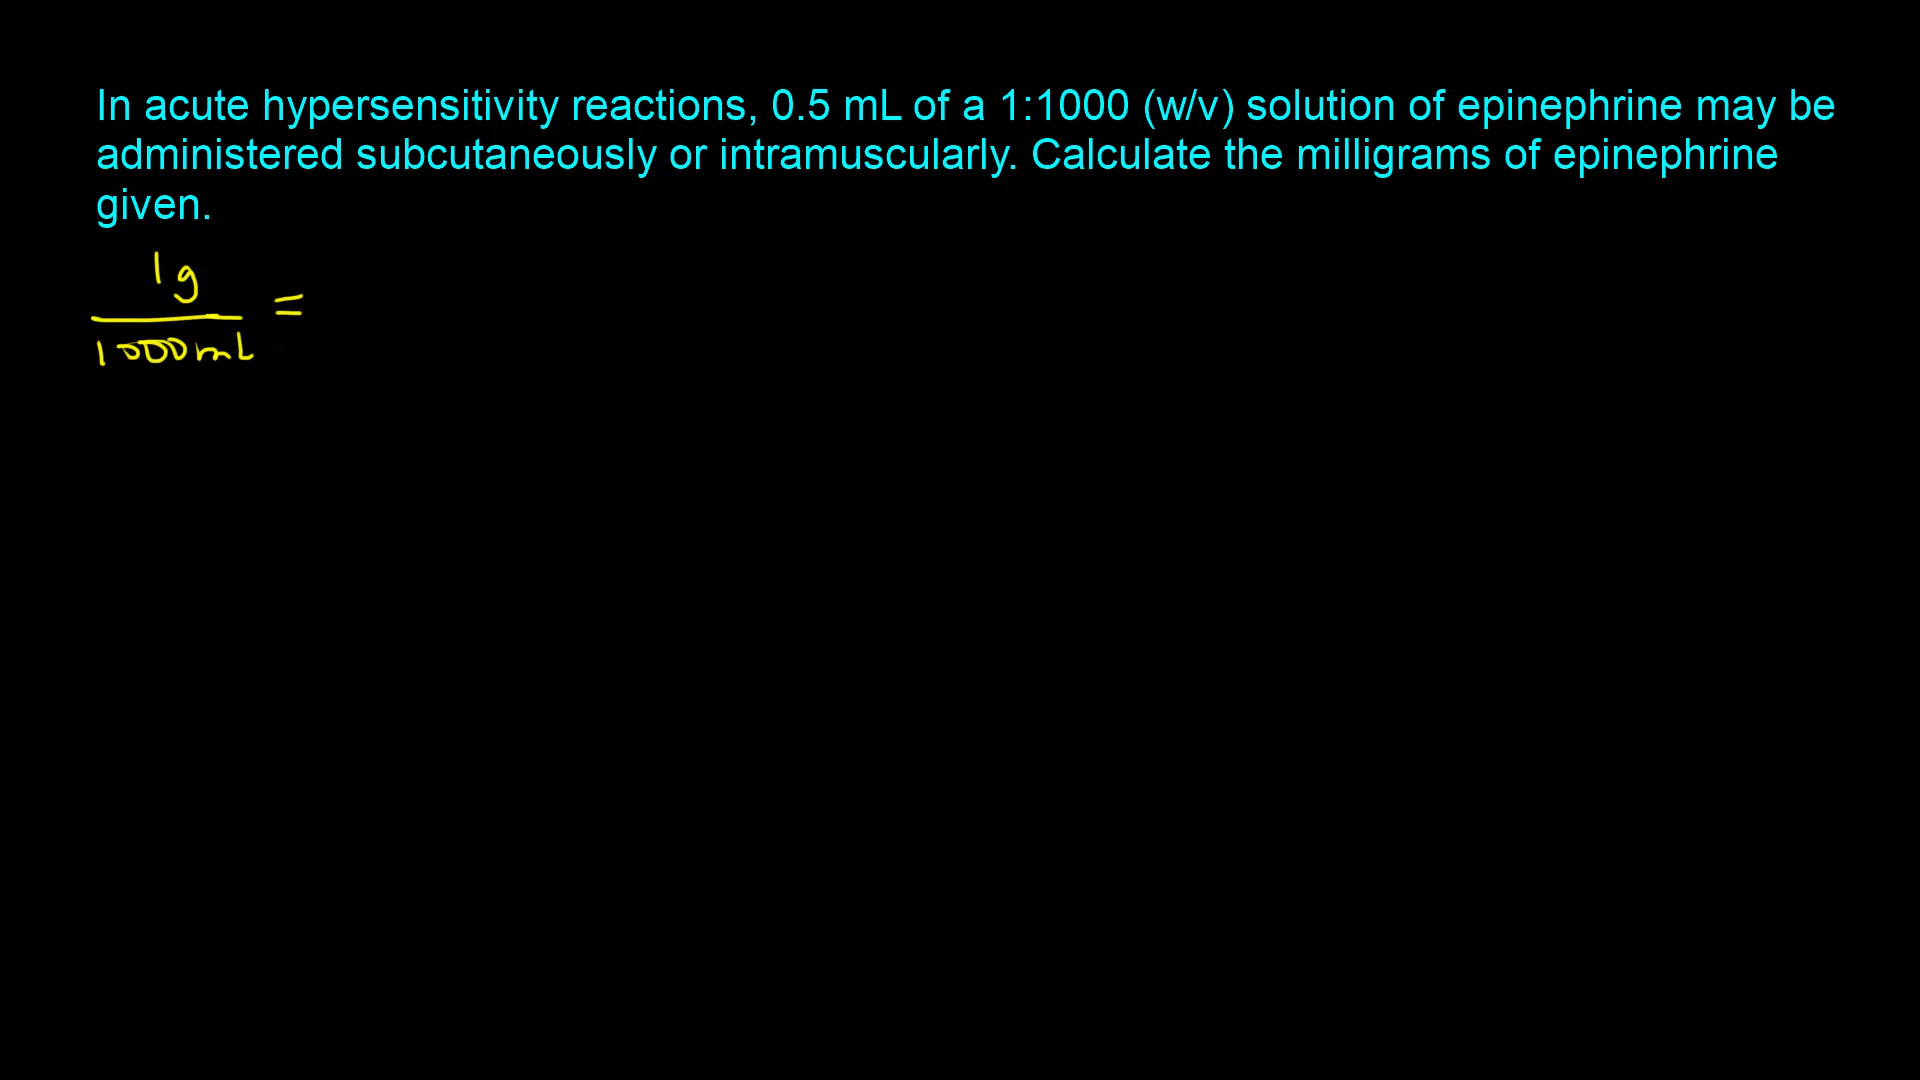 In acute hypersensitivity reactions, 0.5 mL of a 1:1000 (w/v) solution of epinephrine may be
administered subcutaneously or intramuscularly. Calculate the milligrams of epinephrine
given.
1g
=
1000mL